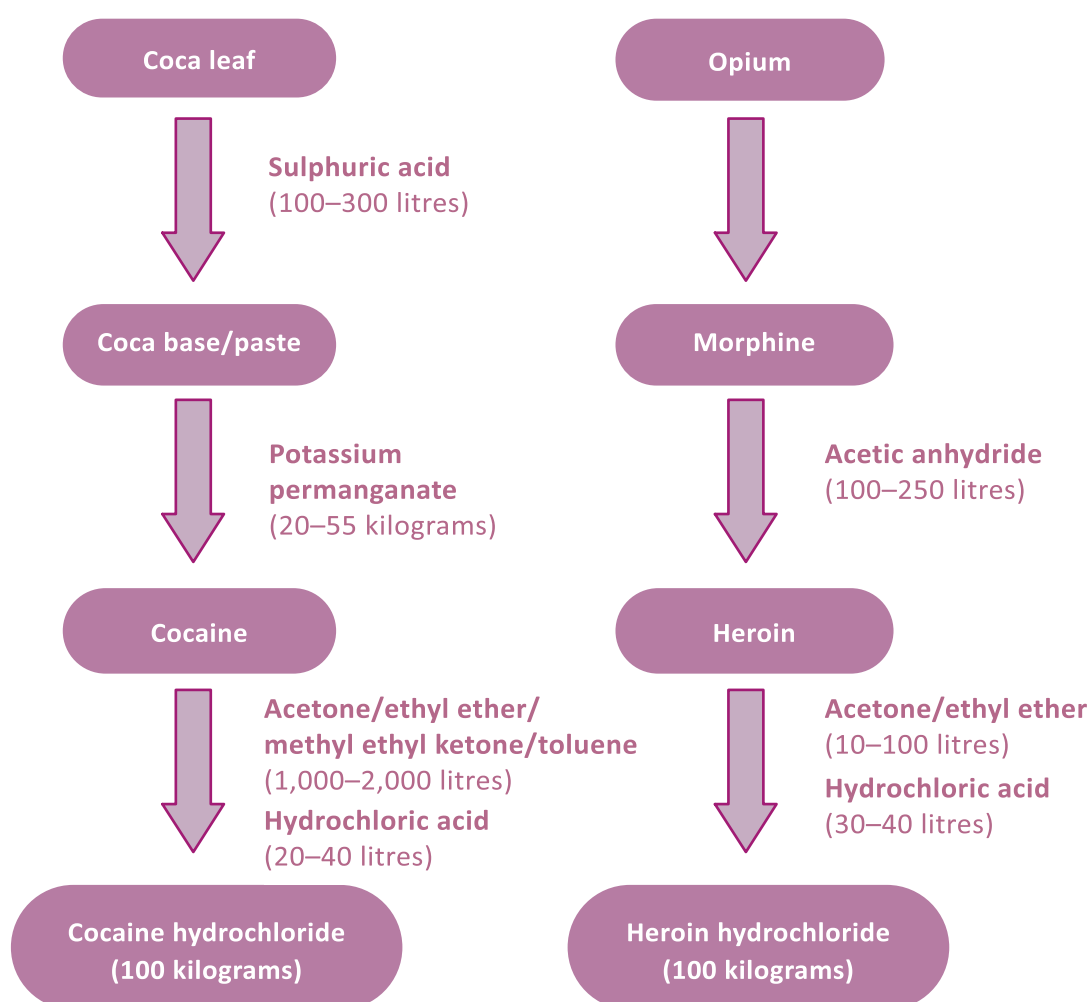 Coca leaf
Sulphuric acid
(100–300 litres)
Coca base/paste
Potassium
permanganate
(20–55 kilograms)
Cocaine
Acetone/ethyl ether/
methyl ethyl ketone/toluene
(1,000–2,000 litres)
Hydrochloric acid
(20–40 litres)
Cocaine hydrochloride
(100 kilograms)
Opium
Morphine
Acetic anhydride
(100–250 litres)
Heroin
Acetone/ethyl ether
(10–100 litres)
Hydrochloric acid
(30–40 litres)
Heroin hydrochloride
(100 kilograms)